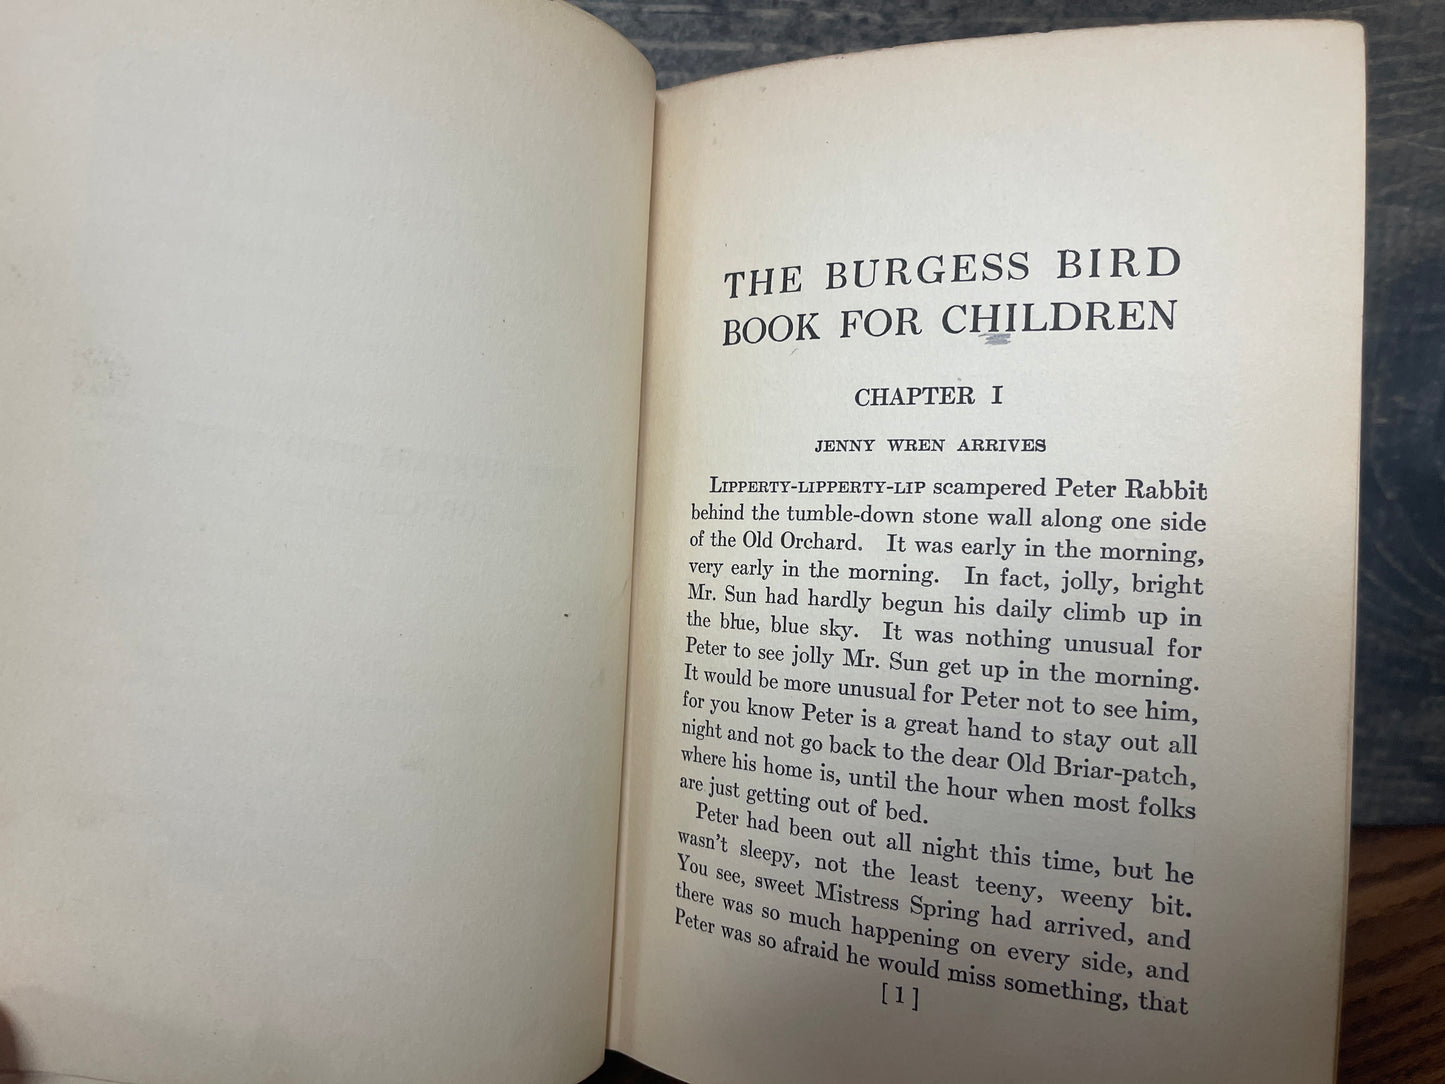 THE BURGESS BIRD
BOOK FOR CHILDREN
CHAPTER I
JENNY WREN ARRIVES
LIPPERTY-LIPPERTY-LIP scampered Peter Rabbit
behind the tumble-down stone wall along one side
of the Old Orchard. It was early in the morning,
very early in the morning. In fact, jolly, bright
Mr. Sun had hardly begun his daily climb up in
the blue, blue sky. It was nothing unusual for
Peter to see jolly Mr. Sun get up in the morning.
It would be more unusual for Peter not to see him,
for you know Peter is a great hand to stay out all
night and not go back to the dear Old Briar-patch,
where his home is, until the hour when most folks
are just getting out of bed.
Peter had been out all night this time, but he
wasn't sleepy, not the least teeny, weeny bit.
You see, sweet Mistress Spring had arrived, and
there was so much happening on every side, and
Peter was so afraid he would miss something, that
[ 1 ]